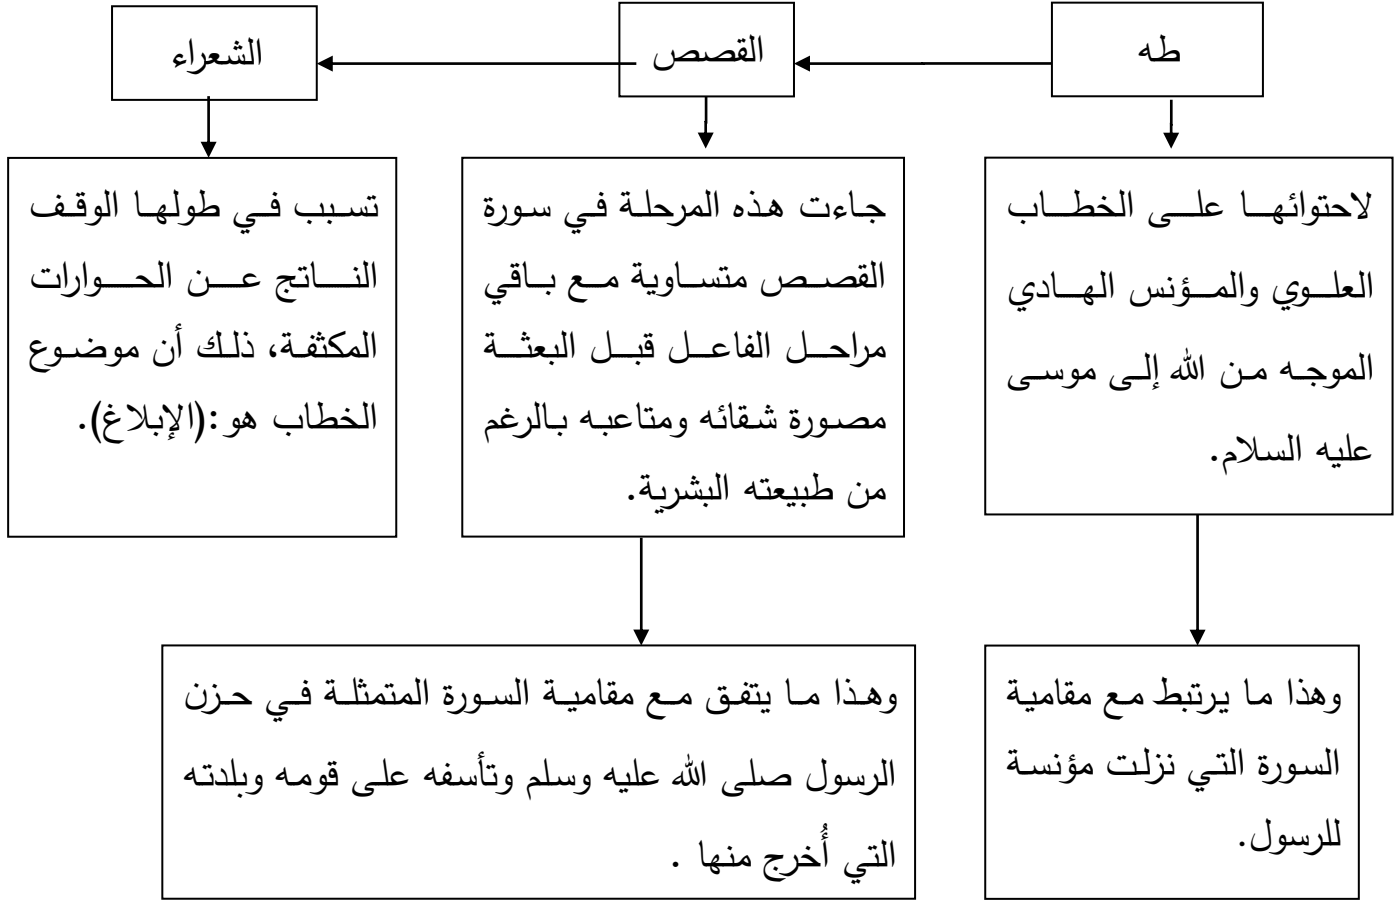 طه
القصص
الشعراء
لاحتوائها على الخطاب
العلوي والمؤنس الهادي
الموجه من الله إلى موسى
عليه السلام.
جاءت هذه المرحلة في سورة
القصص متساوية مع باقي
مراحل الفاعل قبل البعثة
مصورة شقائه ومتاعبه بالرغم
من طبيعته البشرية.
تسبب في طولها الوقف
الناتج عن الحوارات
المكثفة، ذلك أن موضوع
الخطاب هو:(الإبلاغ).
وهذا ما يرتبط مع مقامية
السورة التي نزلت مؤنسة
للرسول.
وهذا ما يتفق مع مقامية السورة المتمثلة في حزن
الرسول صلى الله عليه وسلم وتأسفه على قومه وبلدته
التي أُخرج منها .